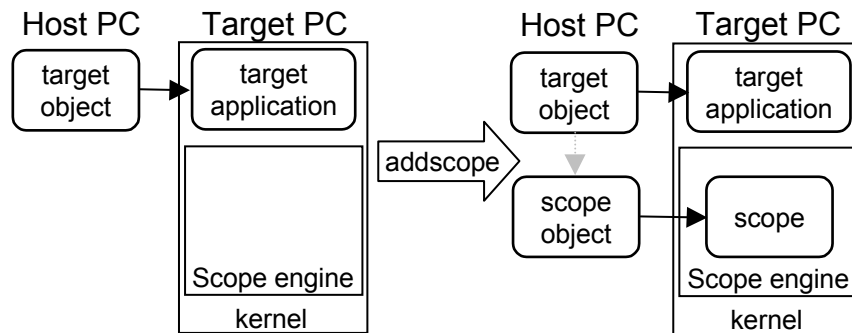 Host PC
Target PC
target
object
target
application
Scope engine
kernel
addscope
Host PC
Target PC
target
object
target
application
scope
object
scope
Scope engine
kernel